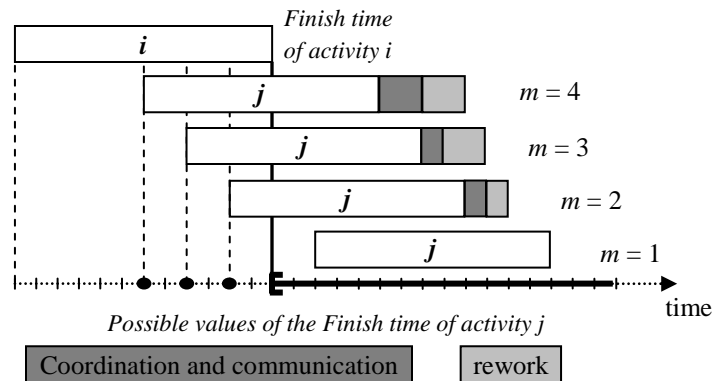 Finish time
of activity i
i
j
m = 4
j
m = 3
j
m = 2
j
m = 1
time
Possible values of the Finish time of activity j
Coordination and communication
rework